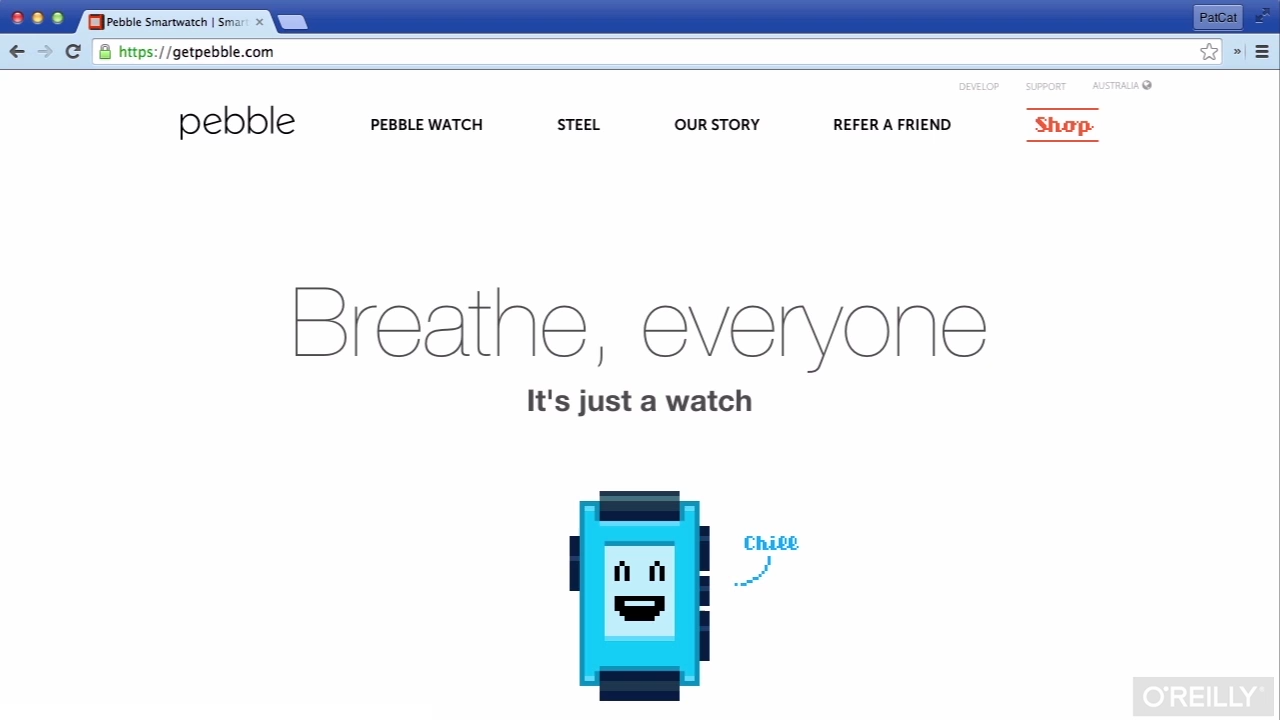 Pebble Smartwatch | Smar
PatCat
https://getpebble.com
DEVELOP SUPPORT AUSTRALIA
pebble PEBBLE WATCH STEEL OUR STORY REFER A FRIEND Shop
Breathe, everyone
It's just a watch
Chill
O'REILLY®